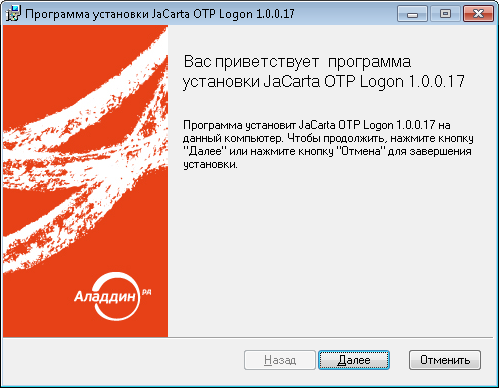 Программа установки JaCarta OTP Logon 1.0.0.17
Вас приветствует программа
установки JaCarta OTP Logon 1.0.0.17
Программа установит JaCarta OTP Logon 1.0.0.17 на
данный компьютер. Чтобы продолжить, нажмите кнопку
"Далее" или нажмите кнопку "Отмена" для завершения
установки.
Аладдин РД
Назад
Далее
Отменить